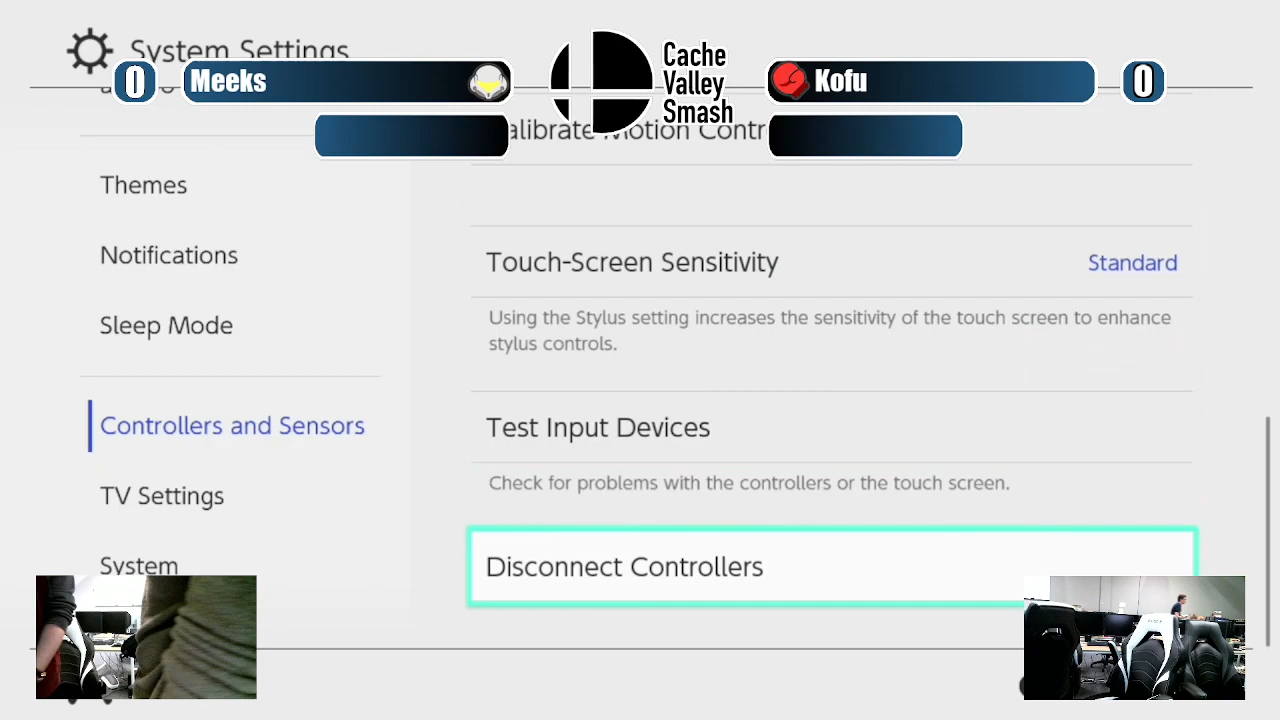 System Settings
0
Meeks
Cache
Valley
Smash
Kofu
0
alibrate Motion Contr
Themes
Notifications
Sleep Mode
Controllers and Sensors
TV Settings
System
Touch-Screen Sensitivity
Standard
Using the Stylus setting increases the sensitivity of the touch screen to enhance
stylus controls.
Test Input Devices
Check for problems with the controllers or the touch screen.
Disconnect Controllers